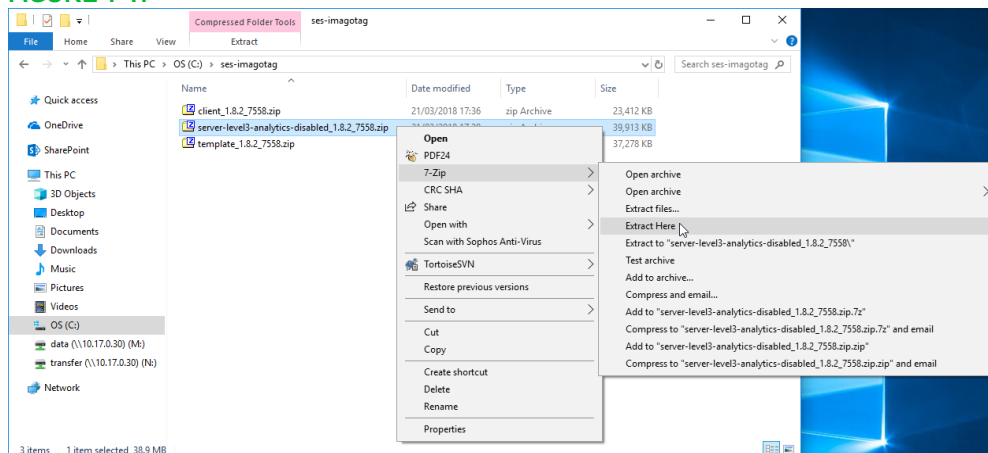 Compressed Folder Tools ses-imagotag
File Home Share View Extract
This PC > OS (C:) > ses-imagotag Search ses-imagotag
Name Date modified Type Size
Quick access
OneDrive
SharePoint
This PC
3D Objects
Desktop
Documents
Downloads
Music
Pictures
Videos
OS (C:)
data (\\10.17.0.30) (M:)
transfer (\\10.17.0.30) (N:)
Network
client_1.8.2_7558.zip 21/03/2018 17:36 zip Archive 23,412 KB
server-level3-analytics-disabled_1.8.2_7558.zip 39,913 KB
template_1.8.2_7558.zip 37,278 KB
Open
PDF24
7-Zip
CRC SHA
Share
Open with
Scan with Sophos Anti-Virus
TortoiseSVN
Restore previous versions
Send to
Cut
Copy
Create shortcut
Delete
Rename
Properties
Open archive
Open archive
Extract files...
Extract Here
Extract to "server-level3-analytics-disabled_1.8.2_7558\"
Test archive
Add to archive...
Compress and email...
Add to "server-level3-analytics-disabled_1.8.2_7558.zip.7z"
Compress to "server-level3-analytics-disabled_1.8.2_7558.zip.7z" and email
Add to "server-level3-analytics-disabled_1.8.2_7558.zip.zip"
Compress to "server-level3-analytics-disabled_1.8.2_7558.zip.zip" and email
3 items 1 item selected 38,9 MB